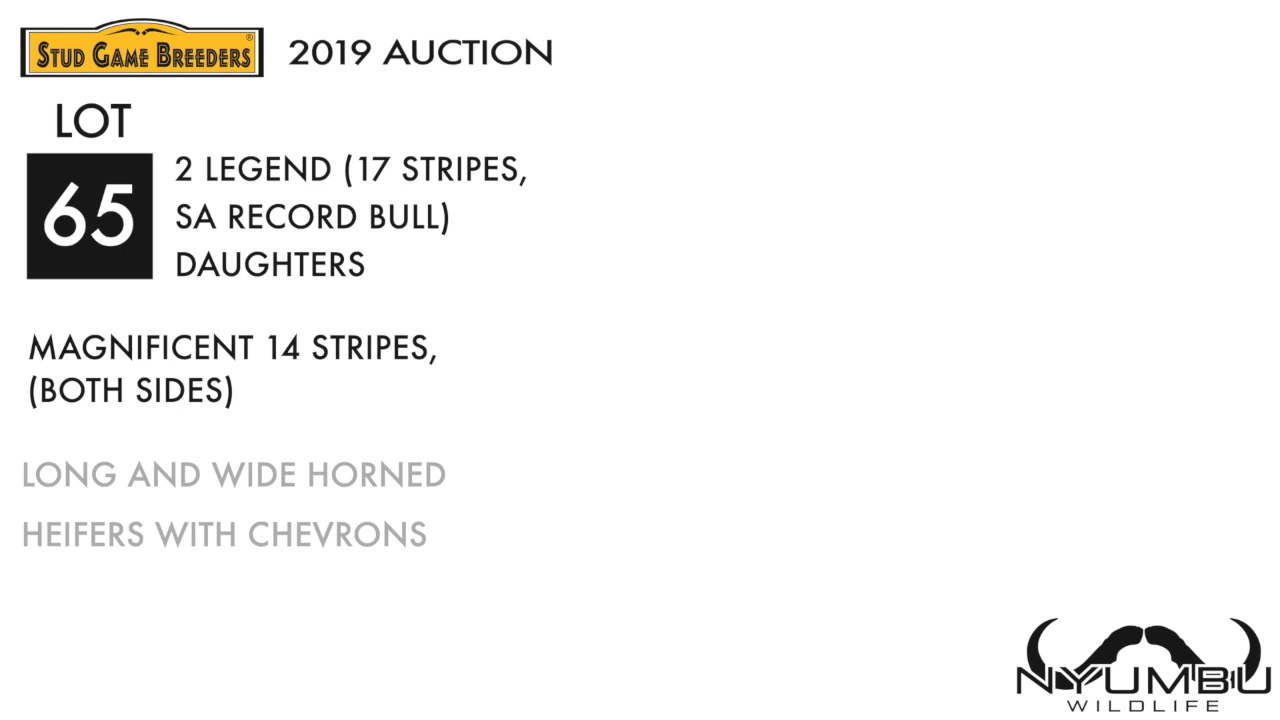 STUD GAME BREEDERS®
2019 AUCTION
LOT
65
2 LEGEND (17 STRIPES,
SA RECORD BULL)
DAUGHTERS
MAGNIFICENT 14 STRIPES,
(BOTH SIDES)
LONG AND WIDE HORNED
HEIFERS WITH CHEVRONS
NYUMBU
WILDLIFE